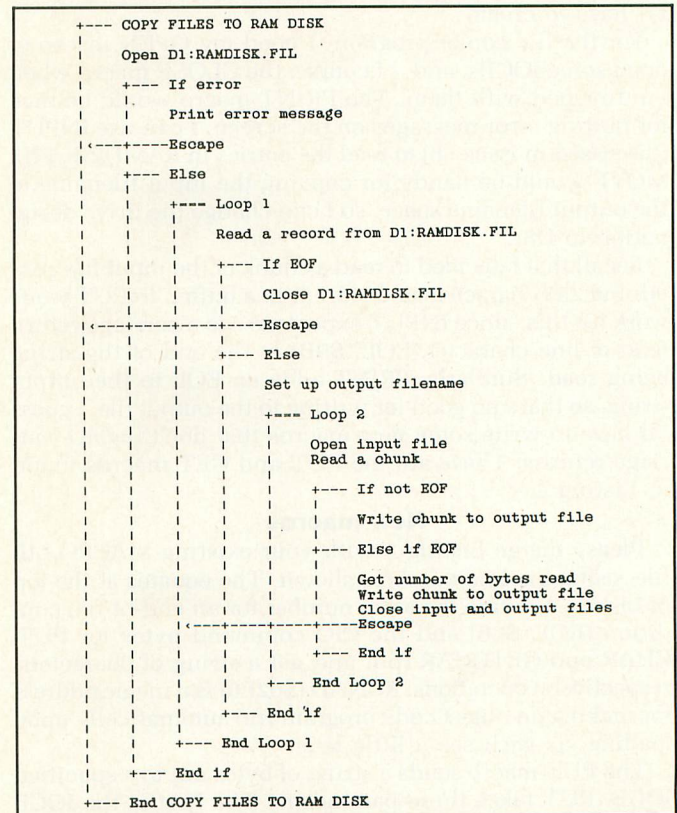 COPY FILES TO RAM DISK
Open D1:RAMDISK.FIL
If error
Print error message
Escape
Else
Loop 1
Read a record from D1:RAMDISK.FIL
If EOF
Close D1:RAMDISK.FIL
Escape
Else
Set up output filename
Loop 2
Open input file
Read a chunk
If not EOF
Write chunk to output file
Else if EOF
Get number of bytes read
Write chunk to output file
Close input and output files
Escape
End if
End Loop 2
End if
End Loop 1
End if
End COPY FILES TO RAM DISK